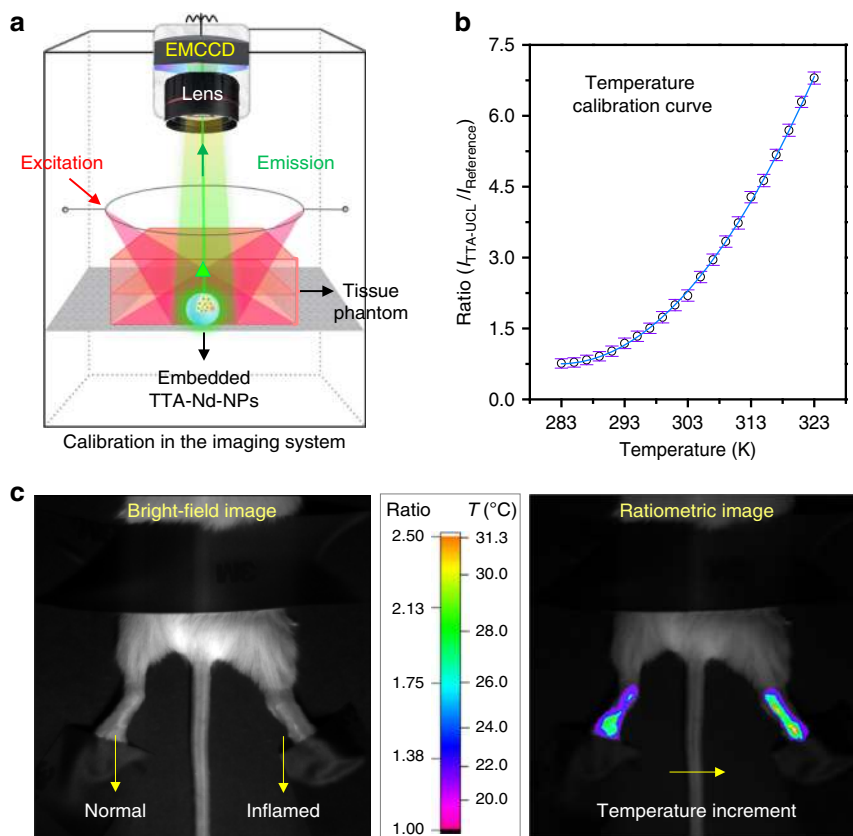 a
EMCCD
Lens
Excitation
Emission
Tissue
phantom
Embedded
TTA-Nd-NPs
Calibration in the imaging system
b
Ratio (I_TTA-UCL /I_Reference)
7.5
6.0
4.5
3.0
1.5
0.0
Temperature
calibration curve
283 293 303 313 323
Temperature (K)
c
Bright-field image
Normal
Inflamed
Ratio T (°C)
2.50 31.3
30.0
2.13
28.0
1.75 26.0
24.0
1.38 22.0
20.0
1.00
Ratiometric image
Temperature increment